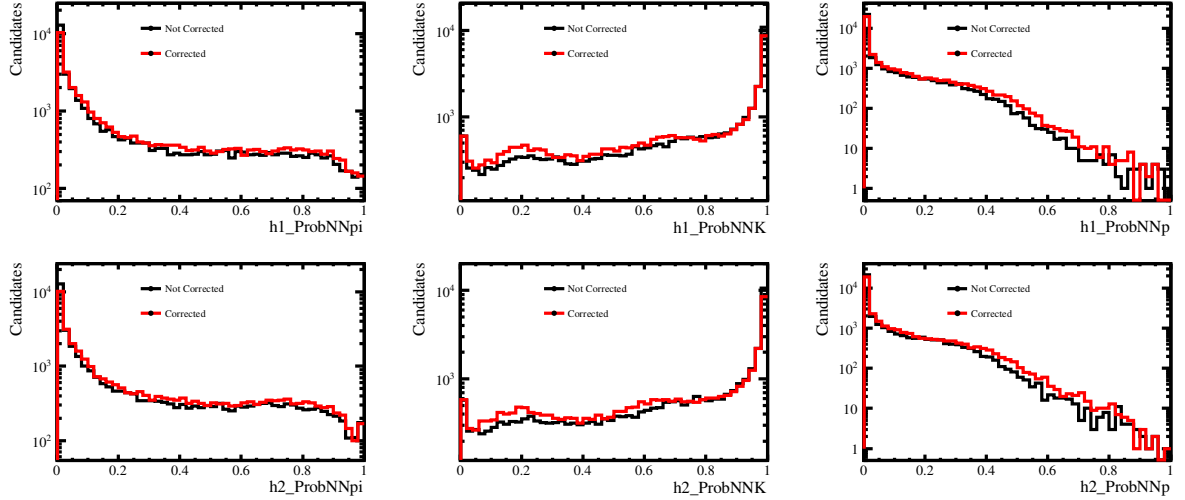 Candidates
10⁴
10³
10²
Not Corrected
Corrected
0 0.2 0.4 0.6 0.8 1
h1_ProbNNpi
Candidates
10⁴
10³
Not Corrected
Corrected
0 0.2 0.4 0.6 0.8 1
h1_ProbNNK
Candidates
10⁴
10³
10²
10
1
Not Corrected
Corrected
0 0.2 0.4 0.6 0.8 1
h1_ProbNNp
Candidates
10⁴
10³
10²
Not Corrected
Corrected
0 0.2 0.4 0.6 0.8 1
h2_ProbNNpi
Candidates
10⁴
10³
Not Corrected
Corrected
0 0.2 0.4 0.6 0.8 1
h2_ProbNNK
Candidates
10⁴
10³
10²
10
1
Not Corrected
Corrected
0 0.2 0.4 0.6 0.8 1
h2_ProbNNp